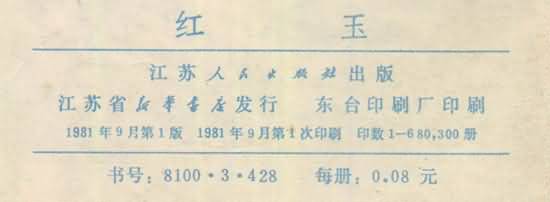 红 玉
江苏人民出版社出版
江苏省新华书店发行 东台印刷厂印刷
1981年9月第1版 1981年9月第1次印刷 印数1—680,300册
书号：8100·3·428 每册：0.08元